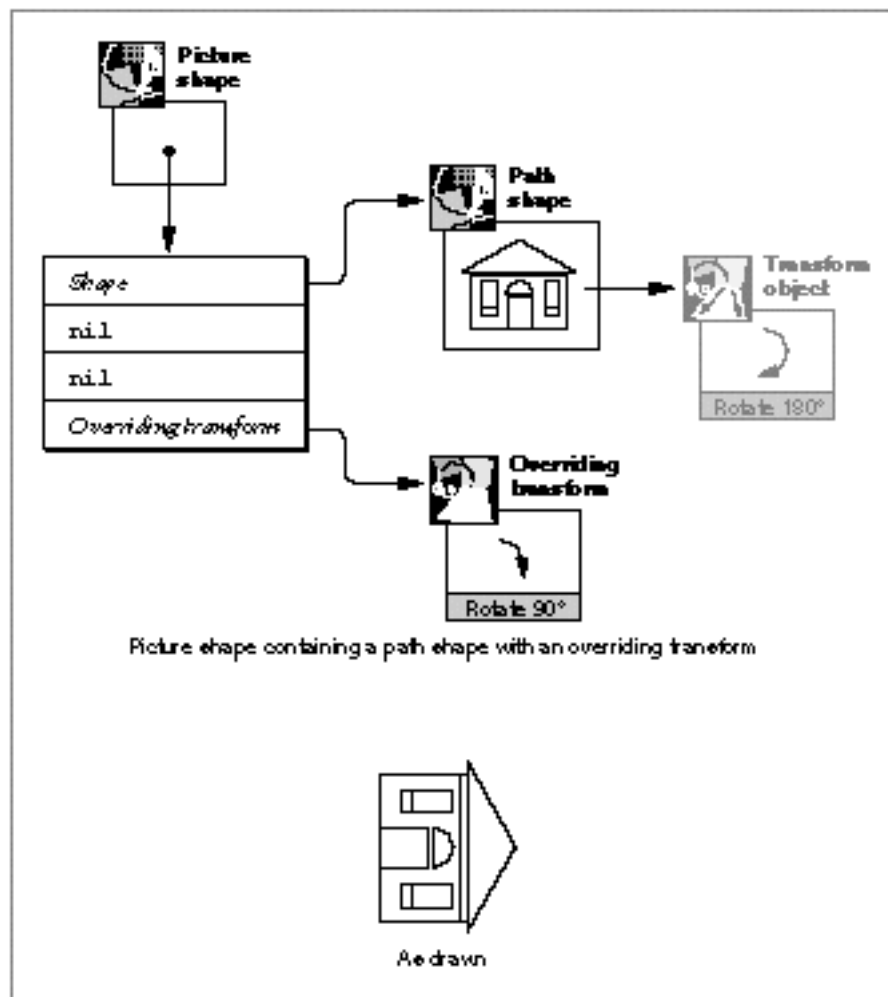 Picture
shape
Path
shape
Transform
object
Shape
nil
nil
Overriding transform
Rotate 180°
Overriding
transform
Rotate 90°
Picture shape containing a path shape with an overriding transform
As drawn